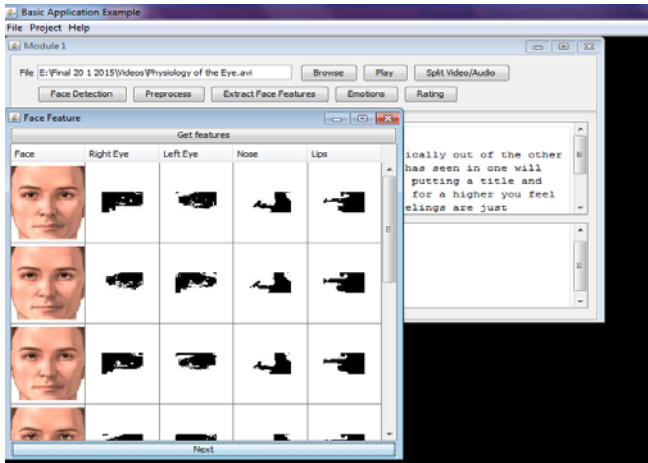 Basic Application Example
File Project Help
Module 1
File E:\Final 20 1 2015\Videos\Physiology of the Eye.avi Browse Play Split Video/Audio
Face Detection Preprocess Extract Face Features Emotions Rating
Face Feature
Get features
Face Right Eye Left Eye Nose Lips
ically out of the other
has seen in one will
putting a title and
for a higher you feel
elings are just
Next